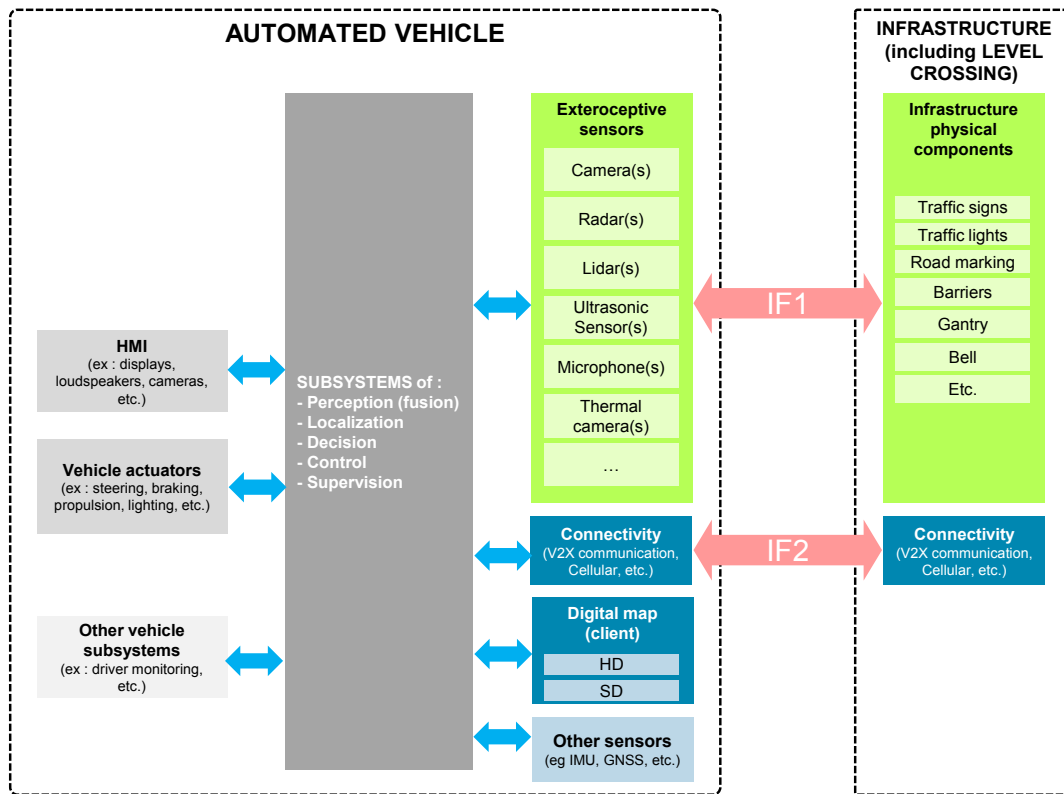 AUTOMATED VEHICLE
INFRASTRUCTURE
(including LEVEL
CROSSING)
HMI
(ex : displays,
loudspeakers, cameras,
etc.)
Vehicle actuators
(ex : steering, braking,
propulsion, lighting, etc.)
Other vehicle
subsystems
(ex : driver monitoring,
etc.)
SUBSYSTEMS of :
- Perception (fusion)
- Localization
- Decision
- Control
- Supervision
Exteroceptive
sensors
Camera(s)
Radar(s)
Lidar(s)
Ultrasonic
Sensor(s)
Microphone(s)
Thermal
camera(s)
…
Connectivity
(V2X communication,
Cellular, etc.)
Digital map
(client)
HD
SD
Other sensors
(eg IMU, GNSS, etc.)
IF1
IF2
Infrastructure
physical
components
Traffic signs
Traffic lights
Road marking
Barriers
Gantry
Bell
Etc.
Connectivity
(V2X communication,
Cellular, etc.)